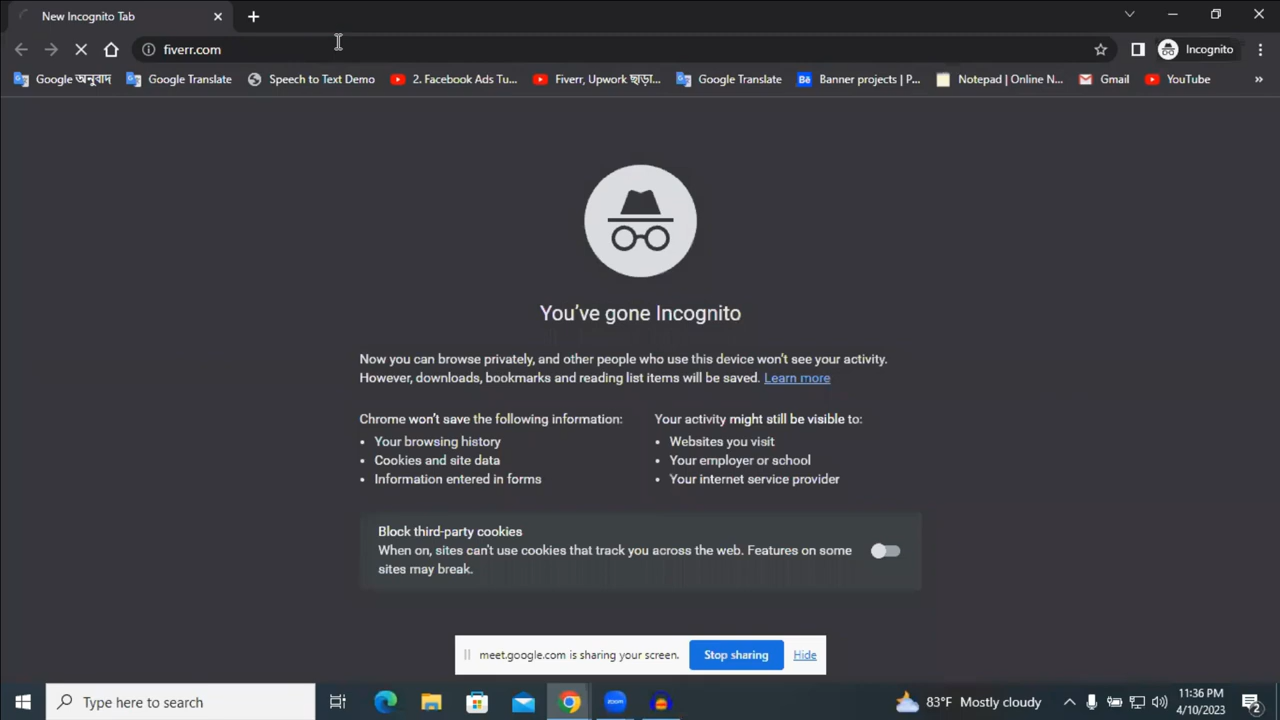 New Incognito Tab
fiverr.com
Incognito
Google অনুবাদ
Google Translate
Speech to Text Demo
2. Facebook Ads Tu...
Fiverr, Upwork ছাড়া...
Google Translate
Bē
Banner projects | P...
Notepad | Online N...
Gmail
YouTube
»
You've gone Incognito
Now you can browse privately, and other people who use this device won't see your activity.
However, downloads, bookmarks and reading list items will be saved. Learn more
Chrome won't save the following information:
• Your browsing history
• Cookies and site data
• Information entered in forms
Your activity might still be visible to:
• Websites you visit
• Your employer or school
• Your internet service provider
Block third-party cookies
When on, sites can't use cookies that track you across the web. Features on some
sites may break.
meet.google.com is sharing your screen.
Stop sharing
Hide
Type here to search
zoom
83°F Mostly cloudy
11:36 PM
4/10/2023
2